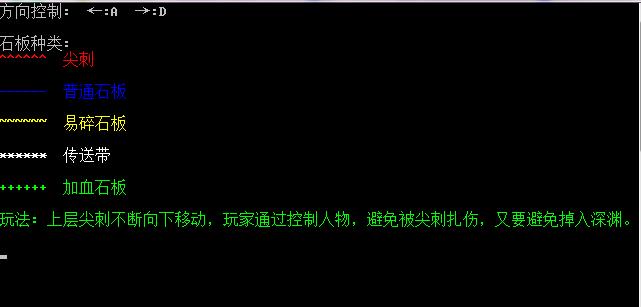 方向控制: ←:A →:D
石板种类:
^^^^^^ 尖刺
—————— 普通石板
~~~~~~ 易碎石板
****** 传送带
++++++ 加血石板
玩法: 上层尖刺不断向下移动, 玩家通过控制人物, 避免被尖刺扎伤, 又要避免掉入深渊。